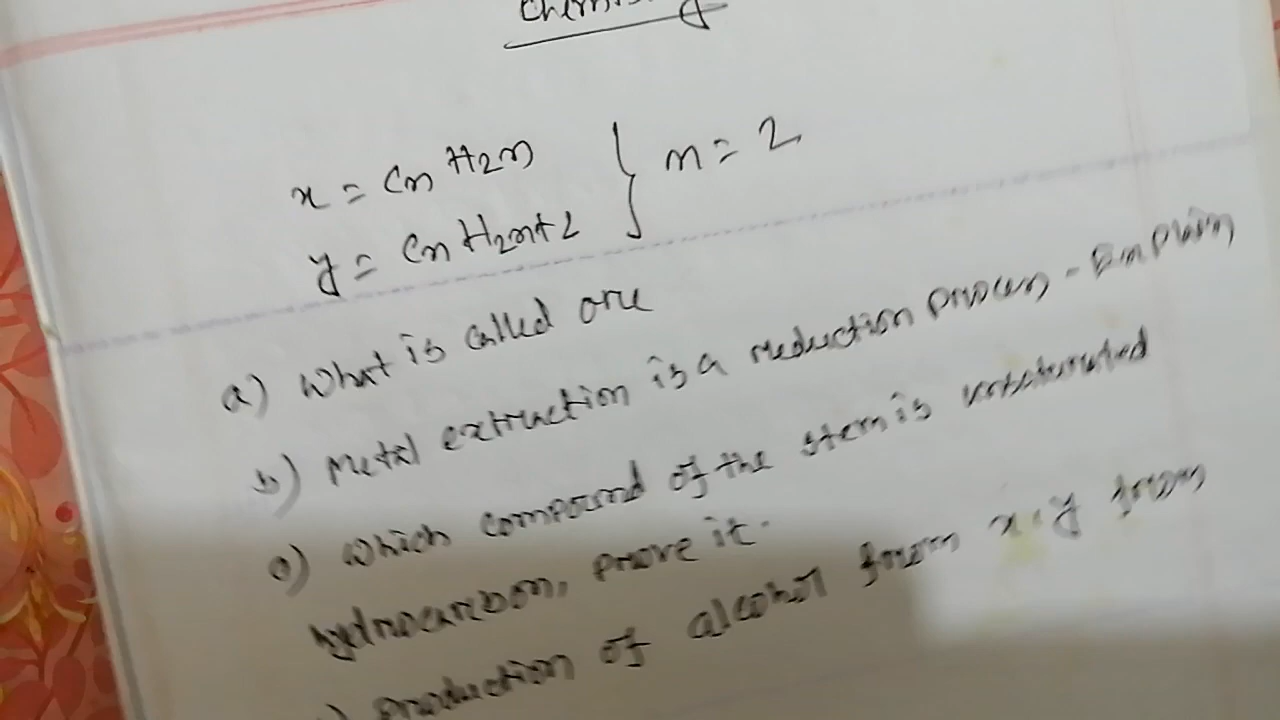 Chemistry
x = CnH2n
y = CnH2n+2 } n = 2
a) What is called ore
b) Metal extraction is a reduction process - Explain
c) Which compound of the stem is unsaturated
hydrocarbon, prove it.
) Production of alcohol from x, y from